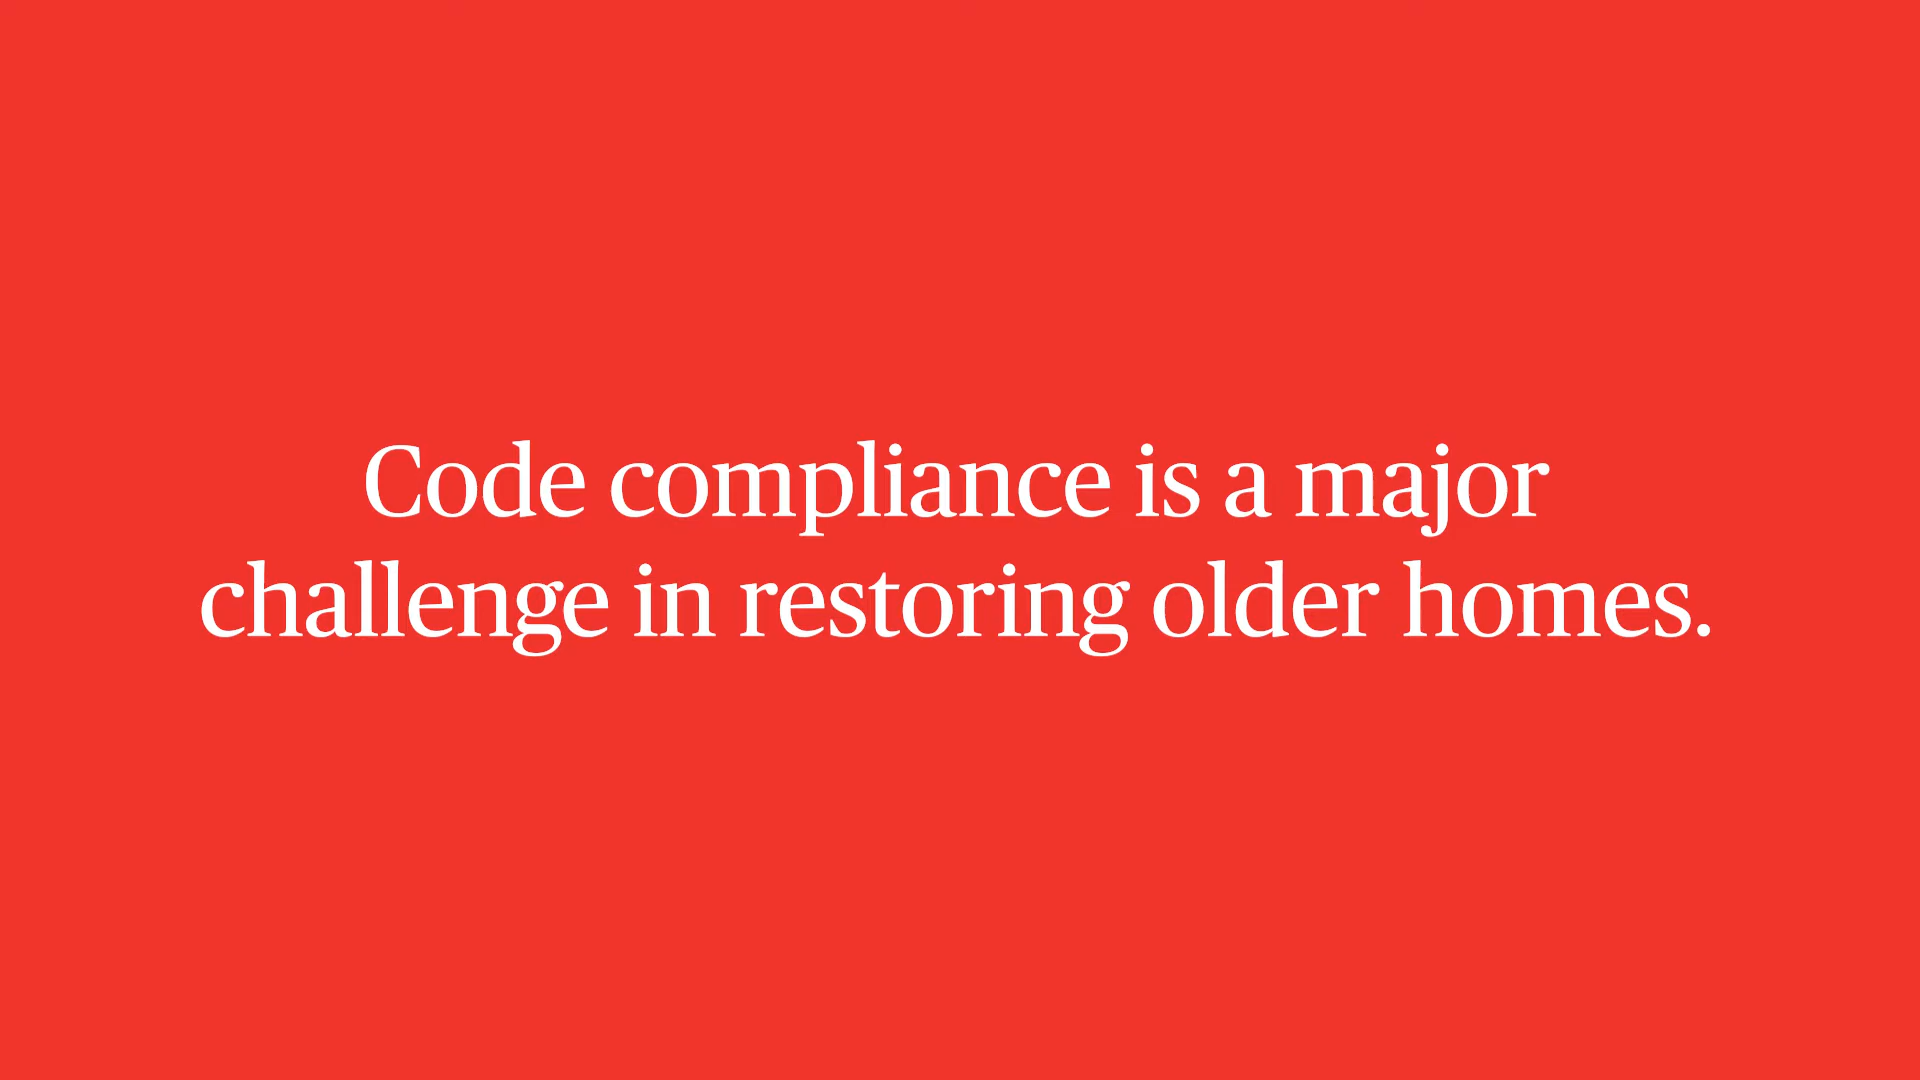 Code compliance is a major
challenge in restoring older homes.